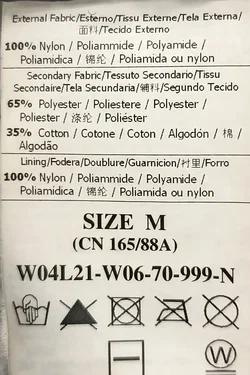 External Fabric/Esterno/Tissu Externe/Tela Externa/
面料/Tecido Externo
100% Nylon / Poliammide / Polyamide /
Poliamidica / 锦纶 / Poliamida ou nylon
Secondary Fabric/Tessuto Secondario/Tissu
Secondaire/Tela Secundaria/辅料/Segundo Tecido
65% Polyester / Poliestere / Polyester /
Poliester / 涤纶 / Poliéster
35% Cotton / Cotone / Coton / Algodón / 棉 /
Algodão
Lining/Fodera/Doublure/Guarnicion/衬里/Forro
100% Nylon / Poliammide / Polyamide /
Poliamídica / 锦纶 / Poliamida ou nylon
SIZE M
(CN 165/88A)
W04L21-W06-70-999-N
W